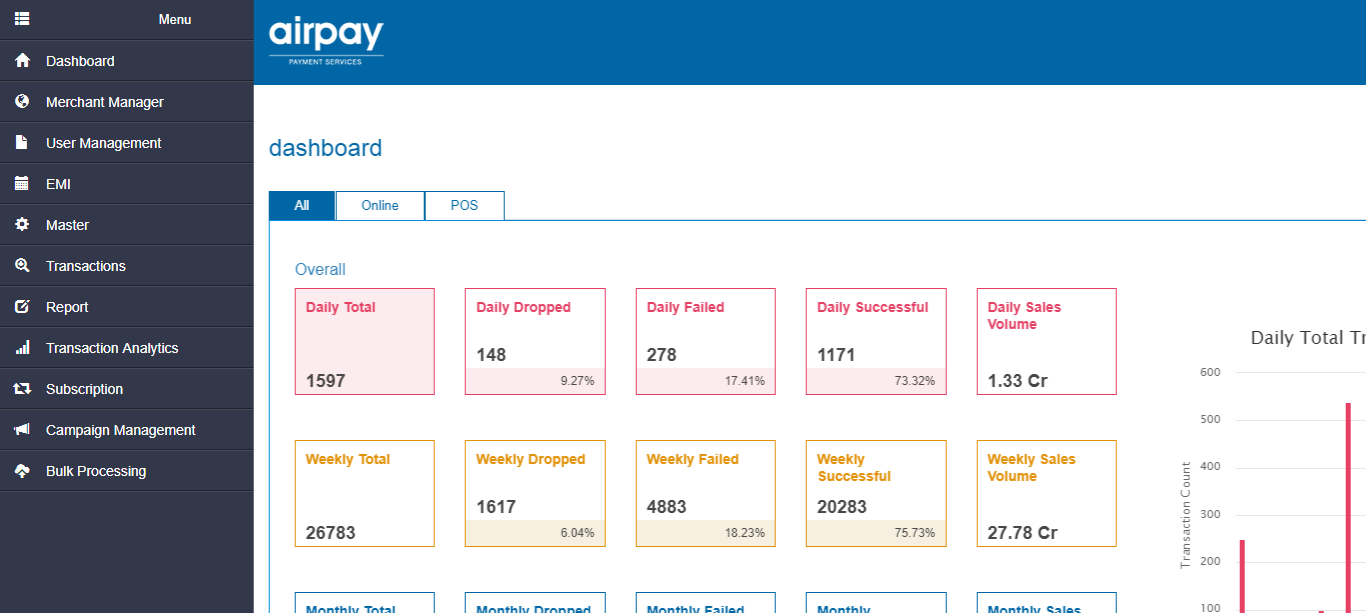 Menu
Dashboard
Merchant Manager
User Management
EMI
Master
Transactions
Report
Transaction Analytics
Subscription
Campaign Management
Bulk Processing
airpay
PAYMENT SERVICES
dashboard
All Online POS
Overall
Daily Total
1597
Daily Dropped
148
9.27%
Daily Failed
278
17.41%
Daily Successful
1171
73.32%
Daily Sales
Volume
1.33 Cr
Weekly Total
26783
Weekly Dropped
1617
6.04%
Weekly Failed
4883
18.23%
Weekly
Successful
20283
75.73%
Weekly Sales
Volume
27.78 Cr
Monthly Total
Monthly Dropped
Monthly Failed
Monthly
Monthly Sales
Daily Total Tr
Transaction Count
600
500
400
300
200
100